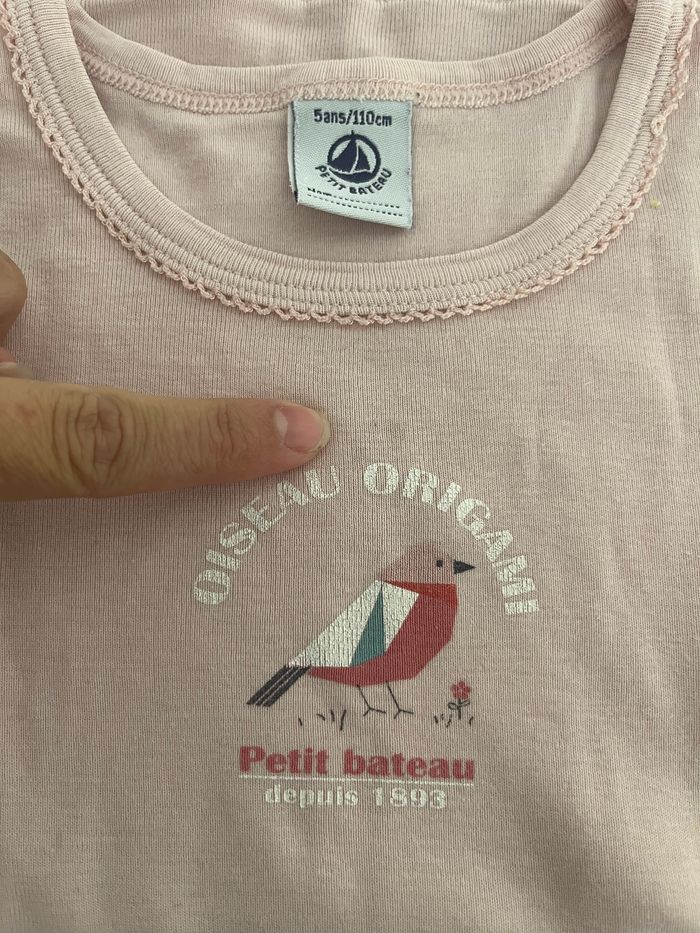 5ans/110cm
PETIT BATEAU
OISEAU ORIGAMI
Petit bateau
depuis 1893